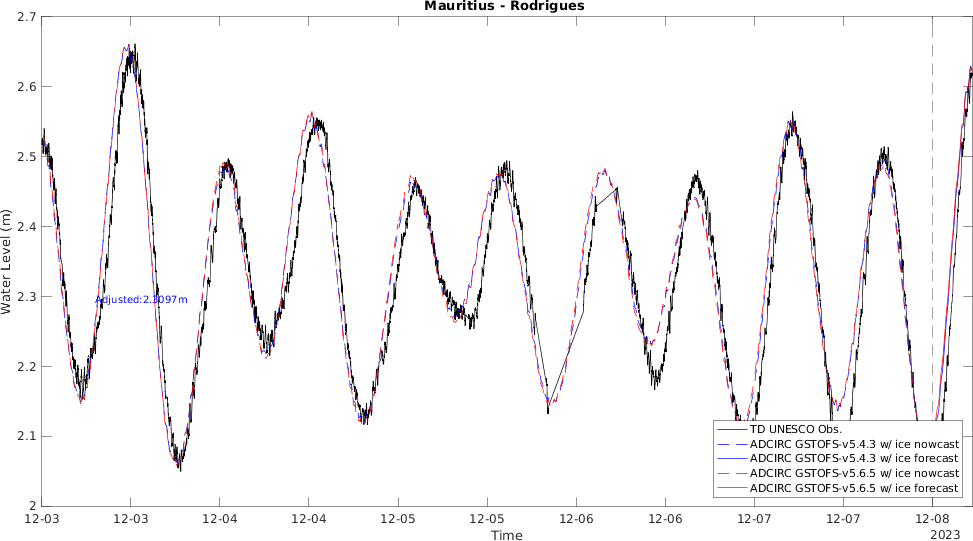 Mauritius - Rodrigues
2.7
2.6
2.5
2.4
2.3
2.2
2.1
2
Water Level (m)
Adjusted:2.3097m
TD UNESCO Obs.
ADCIRC GSTOFS-v5.4.3 w/ ice nowcast
ADCIRC GSTOFS-v5.4.3 w/ ice forecast
ADCIRC GSTOFS-v5.6.5 w/ ice nowcast
ADCIRC GSTOFS-v5.6.5 w/ ice forecast
12-03 12-03 12-04 12-04 12-05 12-05 12-06 12-06 12-07 12-07 12-08
2023
Time